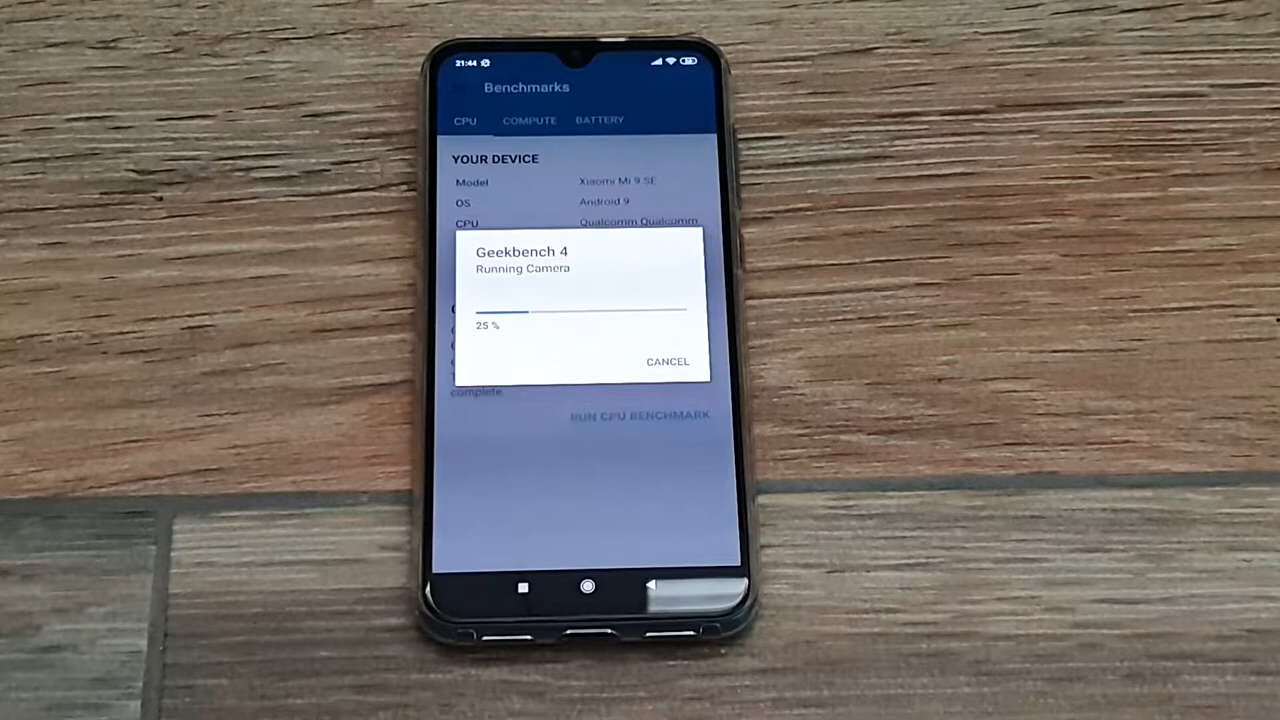 21:44
Benchmarks
CPU COMPUTE BATTERY
YOUR DEVICE
Model Xiaomi Mi 9 SE
OS Android 9
CPU Qualcomm Qualcomm
Geekbench 4
Running Camera
25 %
CANCEL
complete.
RUN CPU BENCHMARK